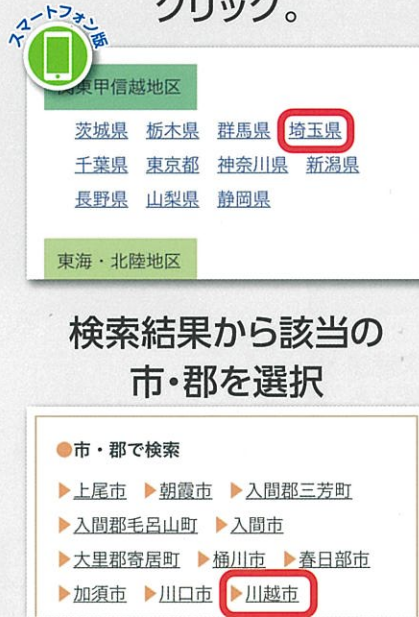 クリック。
スマートフォン版
関東甲信越地区
茨城県 栃木県 群馬県 埼玉県
千葉県 東京都 神奈川県 新潟県
長野県 山梨県 静岡県
東海・北陸地区
検索結果から該当の
市・郡を選択
●市・郡で検索
▶上尾市 ▶朝霞市 ▶入間郡三芳町
▶入間郡毛呂山町 ▶入間市
▶大里郡寄居町 ▶桶川市 ▶春日部市
▶加須市 ▶川口市 ▶川越市